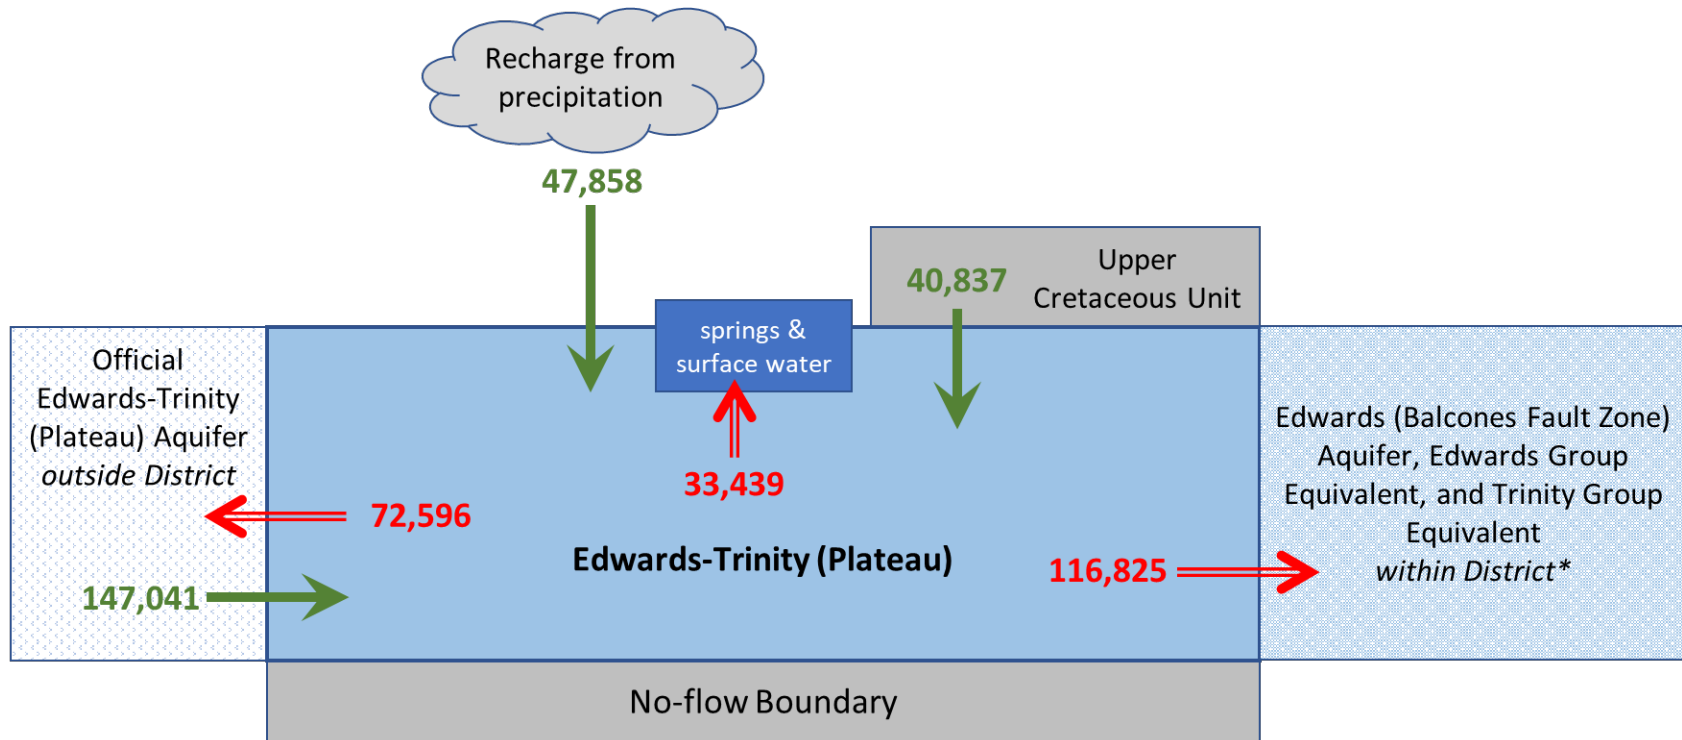 Recharge from
precipitation
47,858
40,837
Upper
Cretaceous Unit
springs &
surface water
Official
Edwards-Trinity
(Plateau) Aquifer
outside District
33,439
72,596
Edwards-Trinity (Plateau)
116,825
147,041
Edwards (Balcones Fault Zone)
Aquifer, Edwards Group
Equivalent, and Trinity Group
Equivalent
within District*
No-flow Boundary